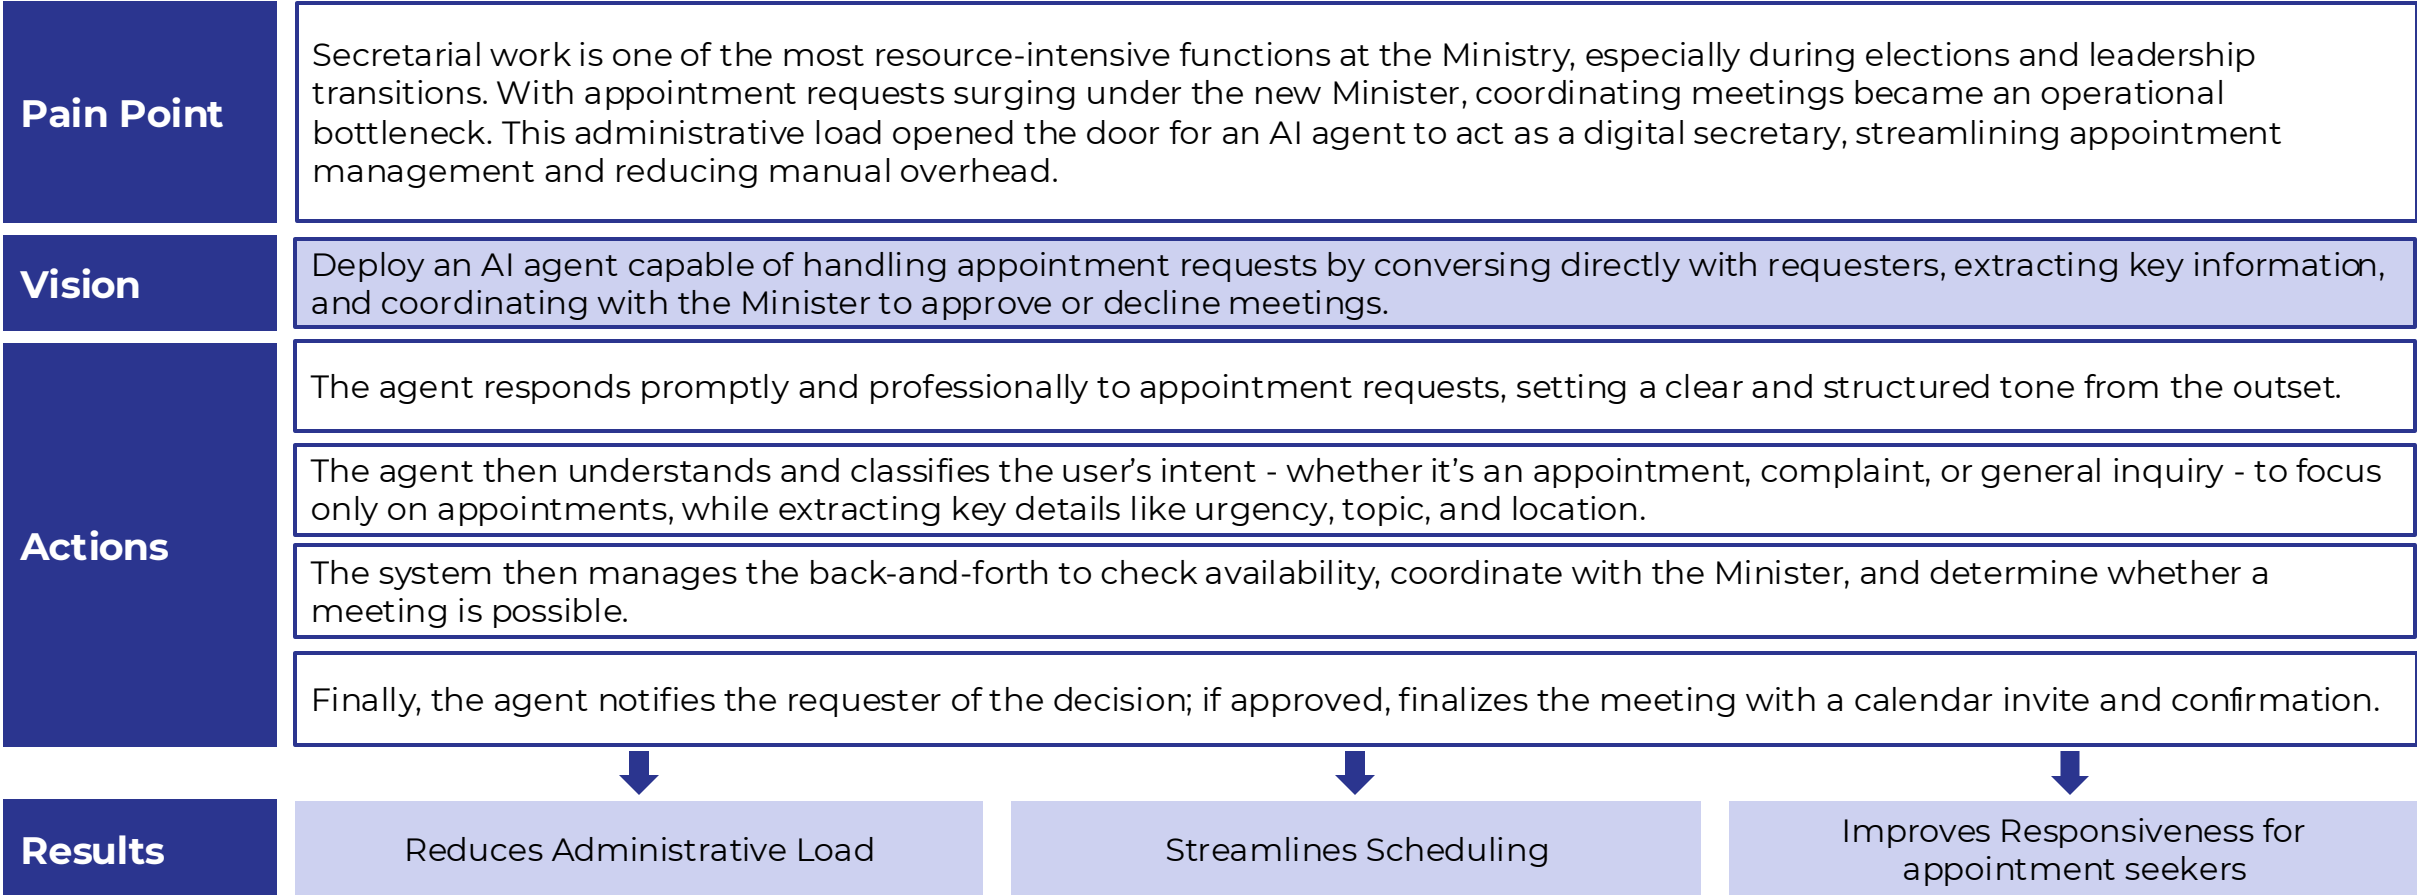 Pain Point
Secretarial work is one of the most resource-intensive functions at the Ministry, especially during elections and leadership
transitions. With appointment requests surging under the new Minister, coordinating meetings became an operational
bottleneck. This administrative load opened the door for an AI agent to act as a digital secretary, streamlining appointment
management and reducing manual overhead.
Vision
Deploy an AI agent capable of handling appointment requests by conversing directly with requesters, extracting key information,
and coordinating with the Minister to approve or decline meetings.
Actions
The agent responds promptly and professionally to appointment requests, setting a clear and structured tone from the outset.
The agent then understands and classifies the user’s intent - whether it’s an appointment, complaint, or general inquiry - to focus
only on appointments, while extracting key details like urgency, topic, and location.
The system then manages the back-and-forth to check availability, coordinate with the Minister, and determine whether a
meeting is possible.
Finally, the agent notifies the requester of the decision; if approved, finalizes the meeting with a calendar invite and confirmation.
Results
Reduces Administrative Load
Streamlines Scheduling
Improves Responsiveness for
appointment seekers